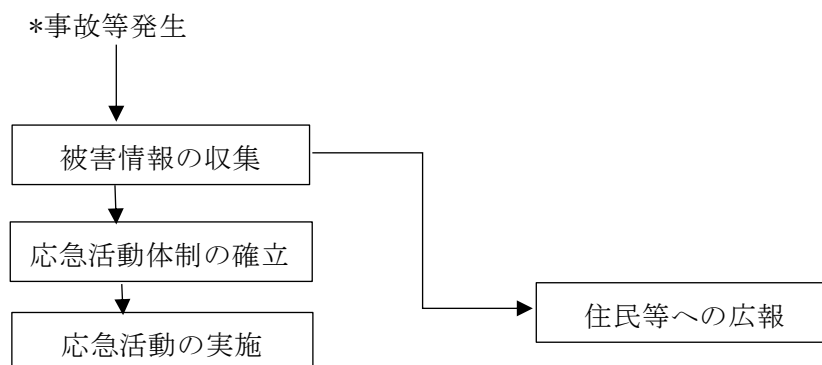 *事故等発生
被害情報の収集
応急活動体制の確立
住民等への広報
応急活動の実施